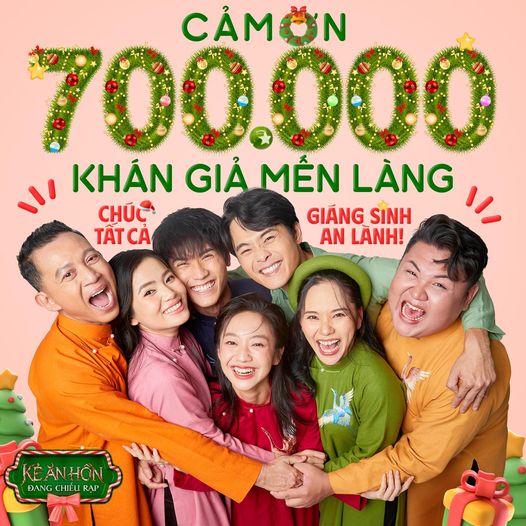 CẢM ƠN
700.000
KHÁN GIẢ MẾN LÀNG
CHÚC
TẤT CẢ
GIÁNG SINH
AN LÀNH!
KẺ ĂN HỒN
ĐANG CHIẾU RẠP